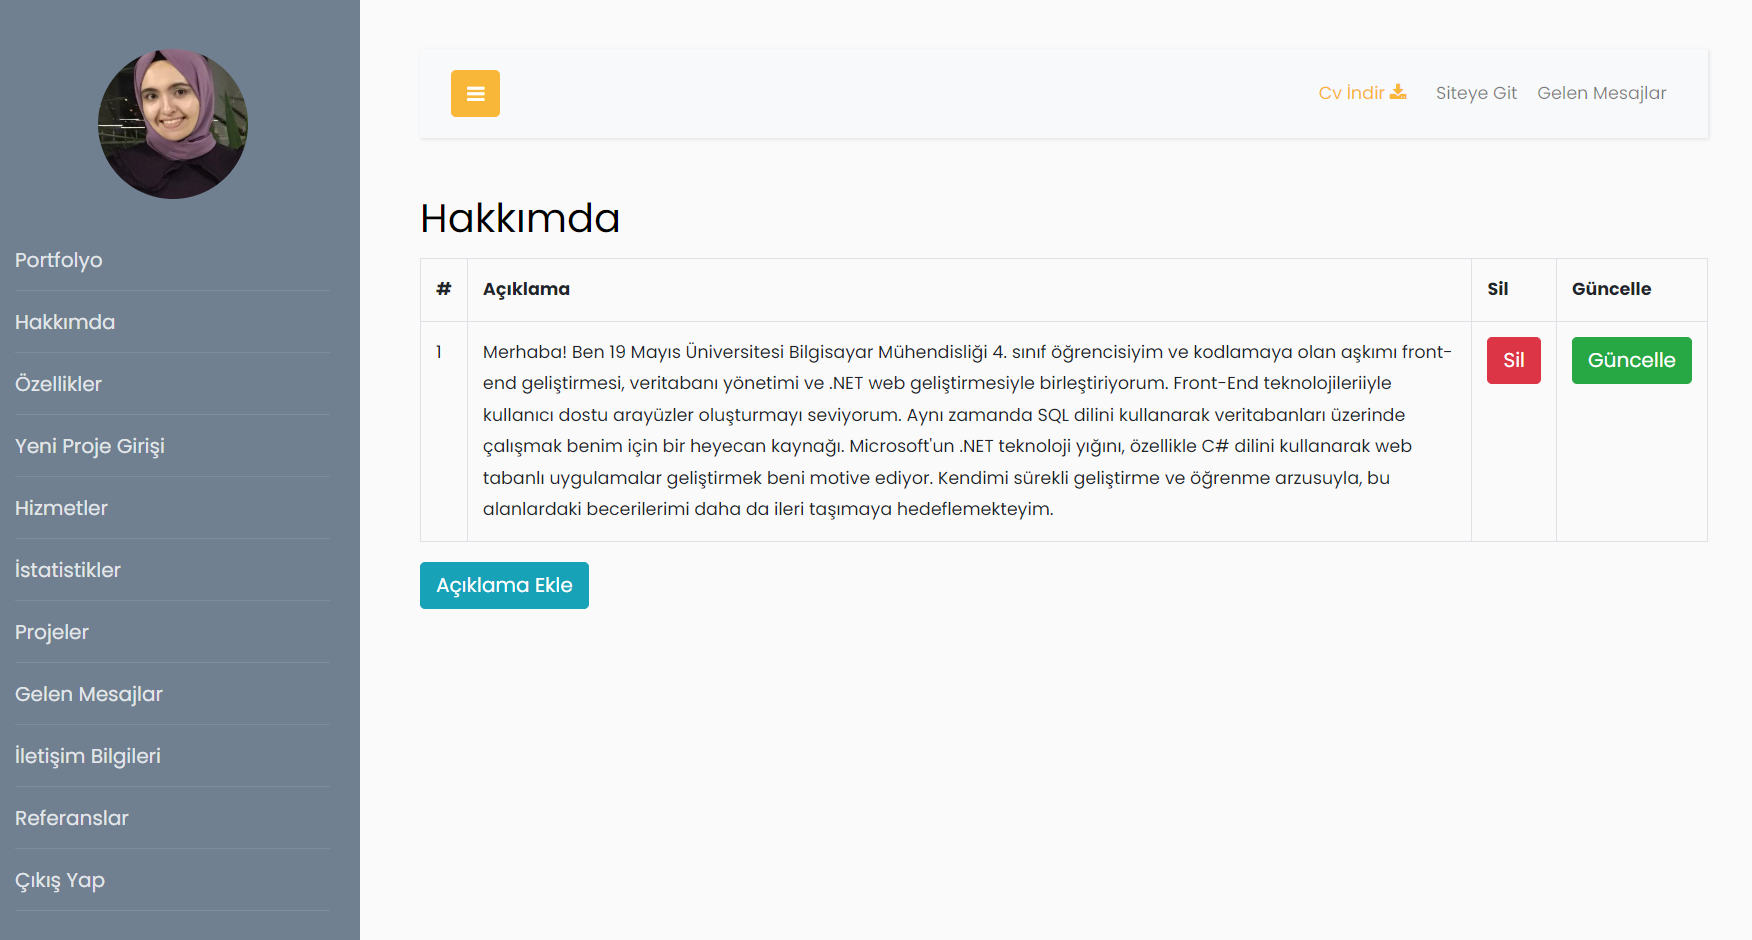 Portfolyo
Hakkımda
Özellikler
Yeni Proje Girişi
Hizmetler
İstatistikler
Projeler
Gelen Mesajlar
İletişim Bilgileri
Referanslar
Çıkış Yap
Cv İndir Siteye Git Gelen Mesajlar
Hakkımda
# Açıklama Sil Güncelle
1 Merhaba! Ben 19 Mayıs Üniversitesi Bilgisayar Mühendisliği 4. sınıf öğrencisiyim ve kodlamaya olan aşkımı front- Sil Güncelle
end geliştirmesi, veritabanı yönetimi ve .NET web geliştirmesiyle birleştiriyorum. Front-End teknolojileriiyle
kullanıcı dostu arayüzler oluşturmayı seviyorum. Aynı zamanda SQL dilini kullanarak veritabanları üzerinde
çalışmak benim için bir heyecan kaynağı. Microsoft'un .NET teknoloji yığını, özellikle C# dilini kullanarak web
tabanlı uygulamalar geliştirmek beni motive ediyor. Kendimi sürekli geliştirme ve öğrenme arzusuyla, bu
alanlardaki becerilerimi daha da ileri taşımaya hedeflemekteyim.
Açıklama Ekle